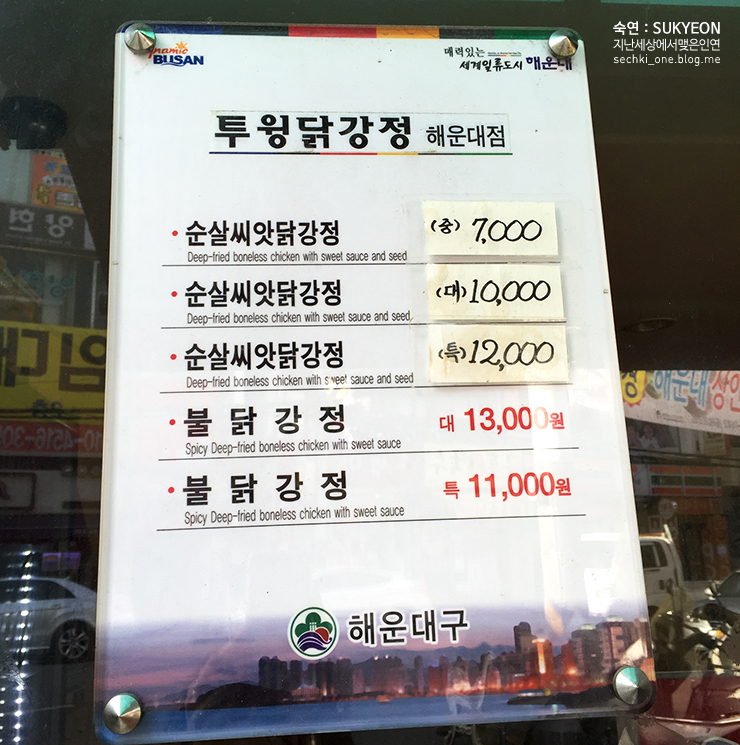 숙연 : SUKYEON
지난세상에서맺은인연
sechki_one.blog.me
BUSAN
매력있는
세계일류도시 해운대
투윙닭강정 해운대점
• 순살씨앗닭강정 (중) 7,000
Deep-fried boneless chicken with sweet sauce and seed
• 순살씨앗닭강정 (대) 10,000
Deep-fried boneless chicken with sweet sauce and seed
• 순살씨앗닭강정 (특) 12,000
Deep-fried boneless chicken with sweet sauce and seed
• 불 닭 강 정 대 13,000원
Spicy Deep-fried boneless chicken with sweet sauce
• 불 닭 강 정 특 11,000원
Spicy Deep-fried boneless chicken with sweet sauce
해운대구